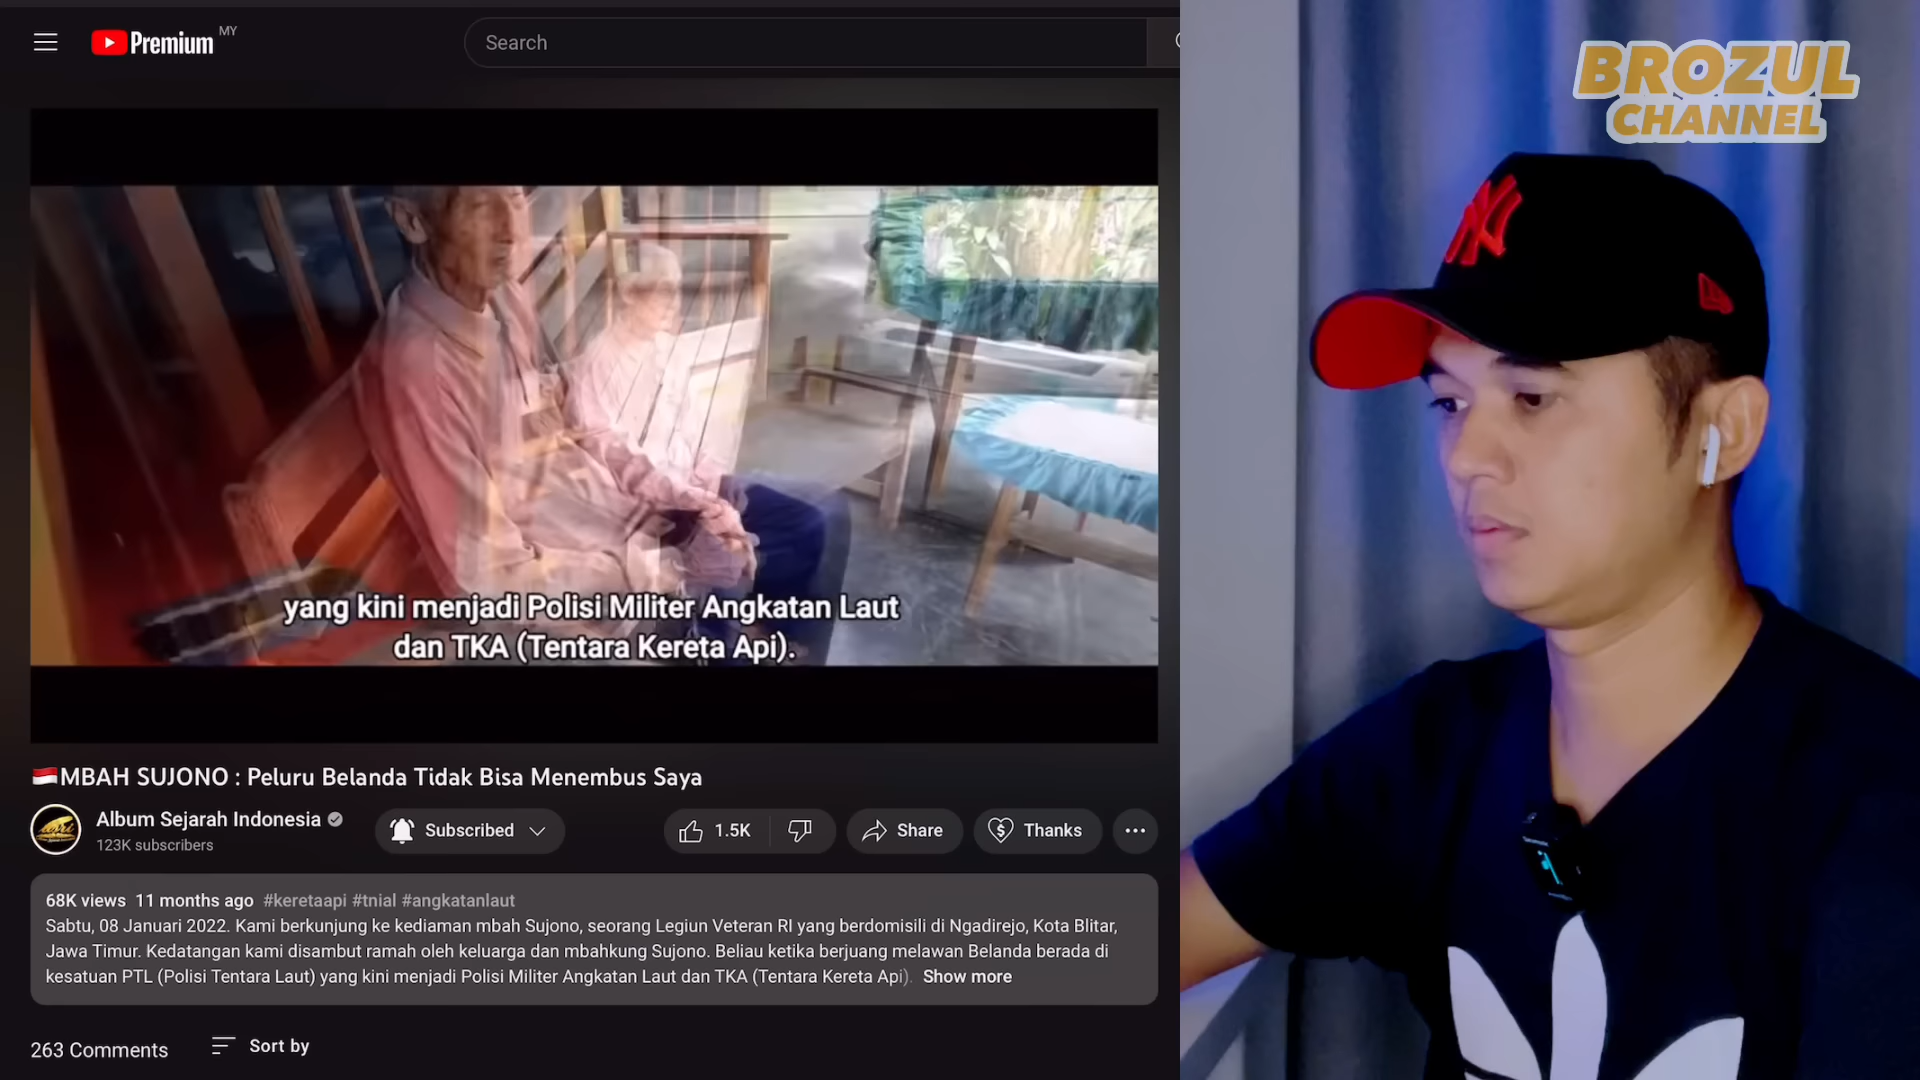 Premium MY
Search
BROZUL
CHANNEL
NY
yang kini menjadi Polisi Militer Angkatan Laut
dan TKA (Tentara Kereta Api).
MBAH SUJONO : Peluru Belanda Tidak Bisa Menembus Saya
Album Sejarah Indonesia
123K subscribers
Subscribed
1.5K
Share
Thanks
68K views 11 months ago #keretaapi #tnial #angkatanlaut
Sabtu, 08 Januari 2022. Kami berkunjung ke kediaman mbah Sujono, seorang Legiun Veteran RI yang berdomisili di Ngadirejo, Kota Blitar,
Jawa Timur. Kedatangan kami disambut ramah oleh keluarga dan mbahkung Sujono. Beliau ketika berjuang melawan Belanda berada di
kesatuan PTL (Polisi Tentara Laut) yang kini menjadi Polisi Militer Angkatan Laut dan TKA (Tentara Kereta Api). Show more
263 Comments
Sort by